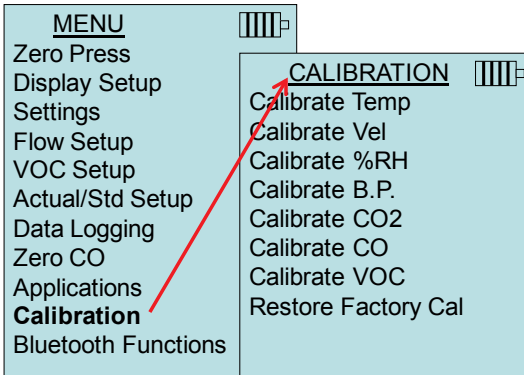 MENU
Zero Press
Display Setup
Settings
Flow Setup
VOC Setup
Actual/Std Setup
Data Logging
Zero CO
Applications
Calibration
Bluetooth Functions
CALIBRATION
Calibrate Temp
Calibrate Vel
Calibrate %RH
Calibrate B.P.
Calibrate CO2
Calibrate CO
Calibrate VOC
Restore Factory Cal